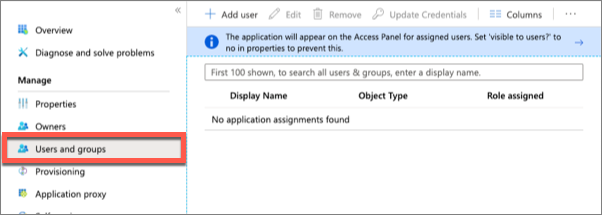 «
Overview
Diagnose and solve problems
Manage
Properties
Owners
Users and groups
Provisioning
Application proxy
+ Add user
Edit
Remove
Update Credentials
Columns
...
The application will appear on the Access Panel for assigned users. Set 'visible to users?' to
no in properties to prevent this.
→
First 100 shown, to search all users & groups, enter a display name.
Display Name
Object Type
Role assigned
No application assignments found